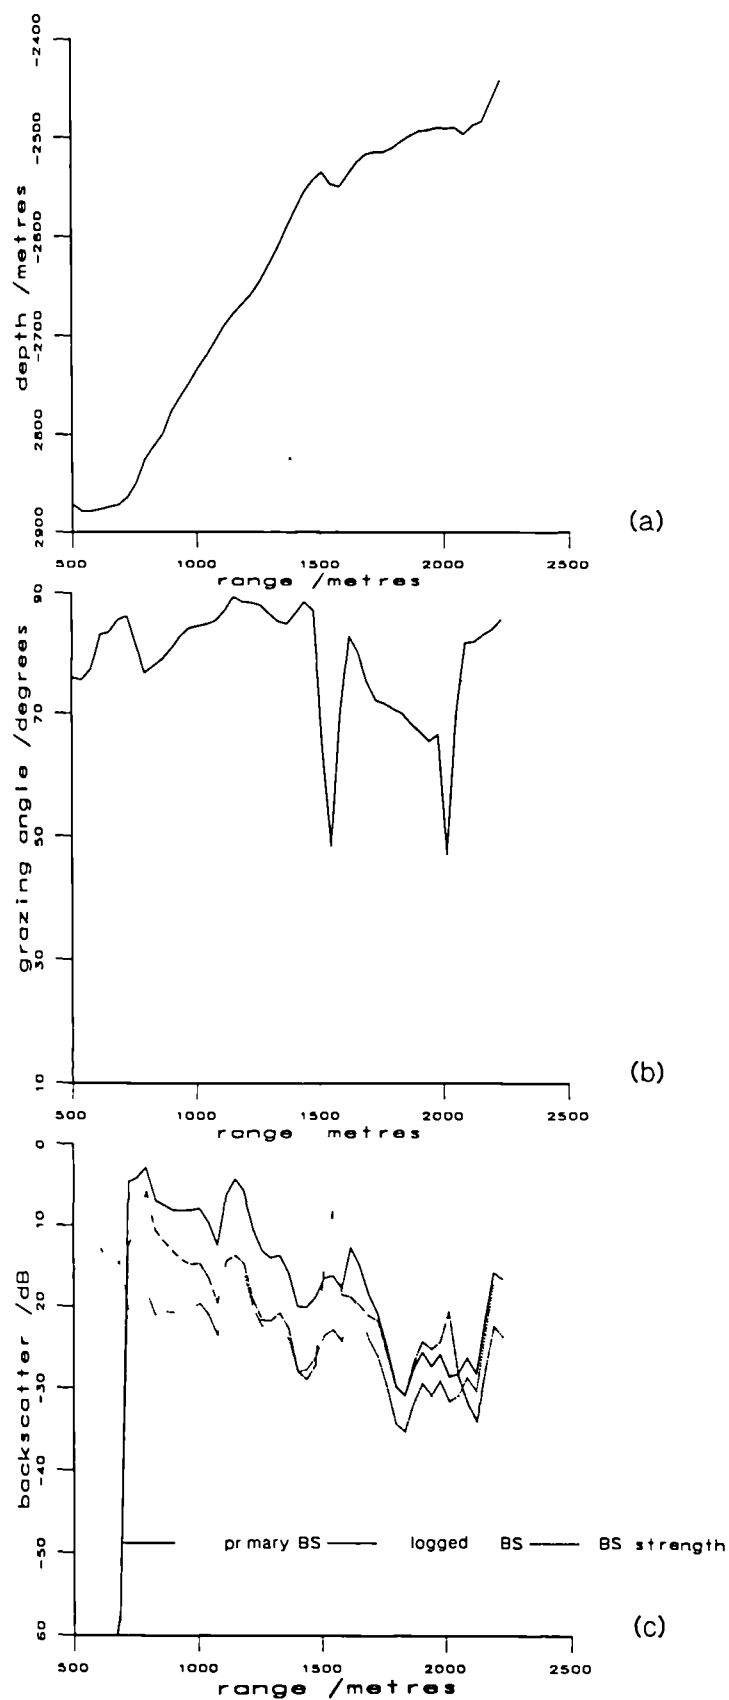 -2400
-2500
-2600
-2700
2800
2900
depth /metres
500 1000 1500 2000 2500
range /metres
(a)
90
70
50
30
10
grazing angle /degrees
500 1000 1500 2000 2500
range metres
(b)
0
10
20
-30
-40
-50
60
backscatter /dB
pr mary BS logged BS BS strength
500 1000 1500 2000 2500
range /metres
(c)